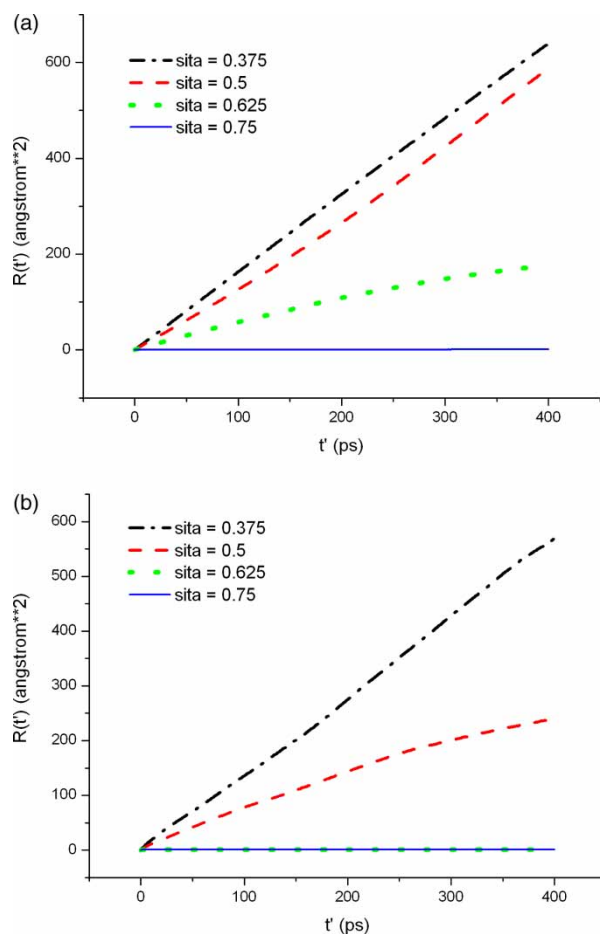 (a)
sita = 0.375
sita = 0.5
sita = 0.625
sita = 0.75
600
400
200
0
R(t') (angstrom**2)
0 100 200 300 400
t' (ps)
(b)
sita = 0.375
sita = 0.5
sita = 0.625
sita = 0.75
600
500
400
300
200
100
0
R(t') (angstrom**2)
0 100 200 300 400
t' (ps)